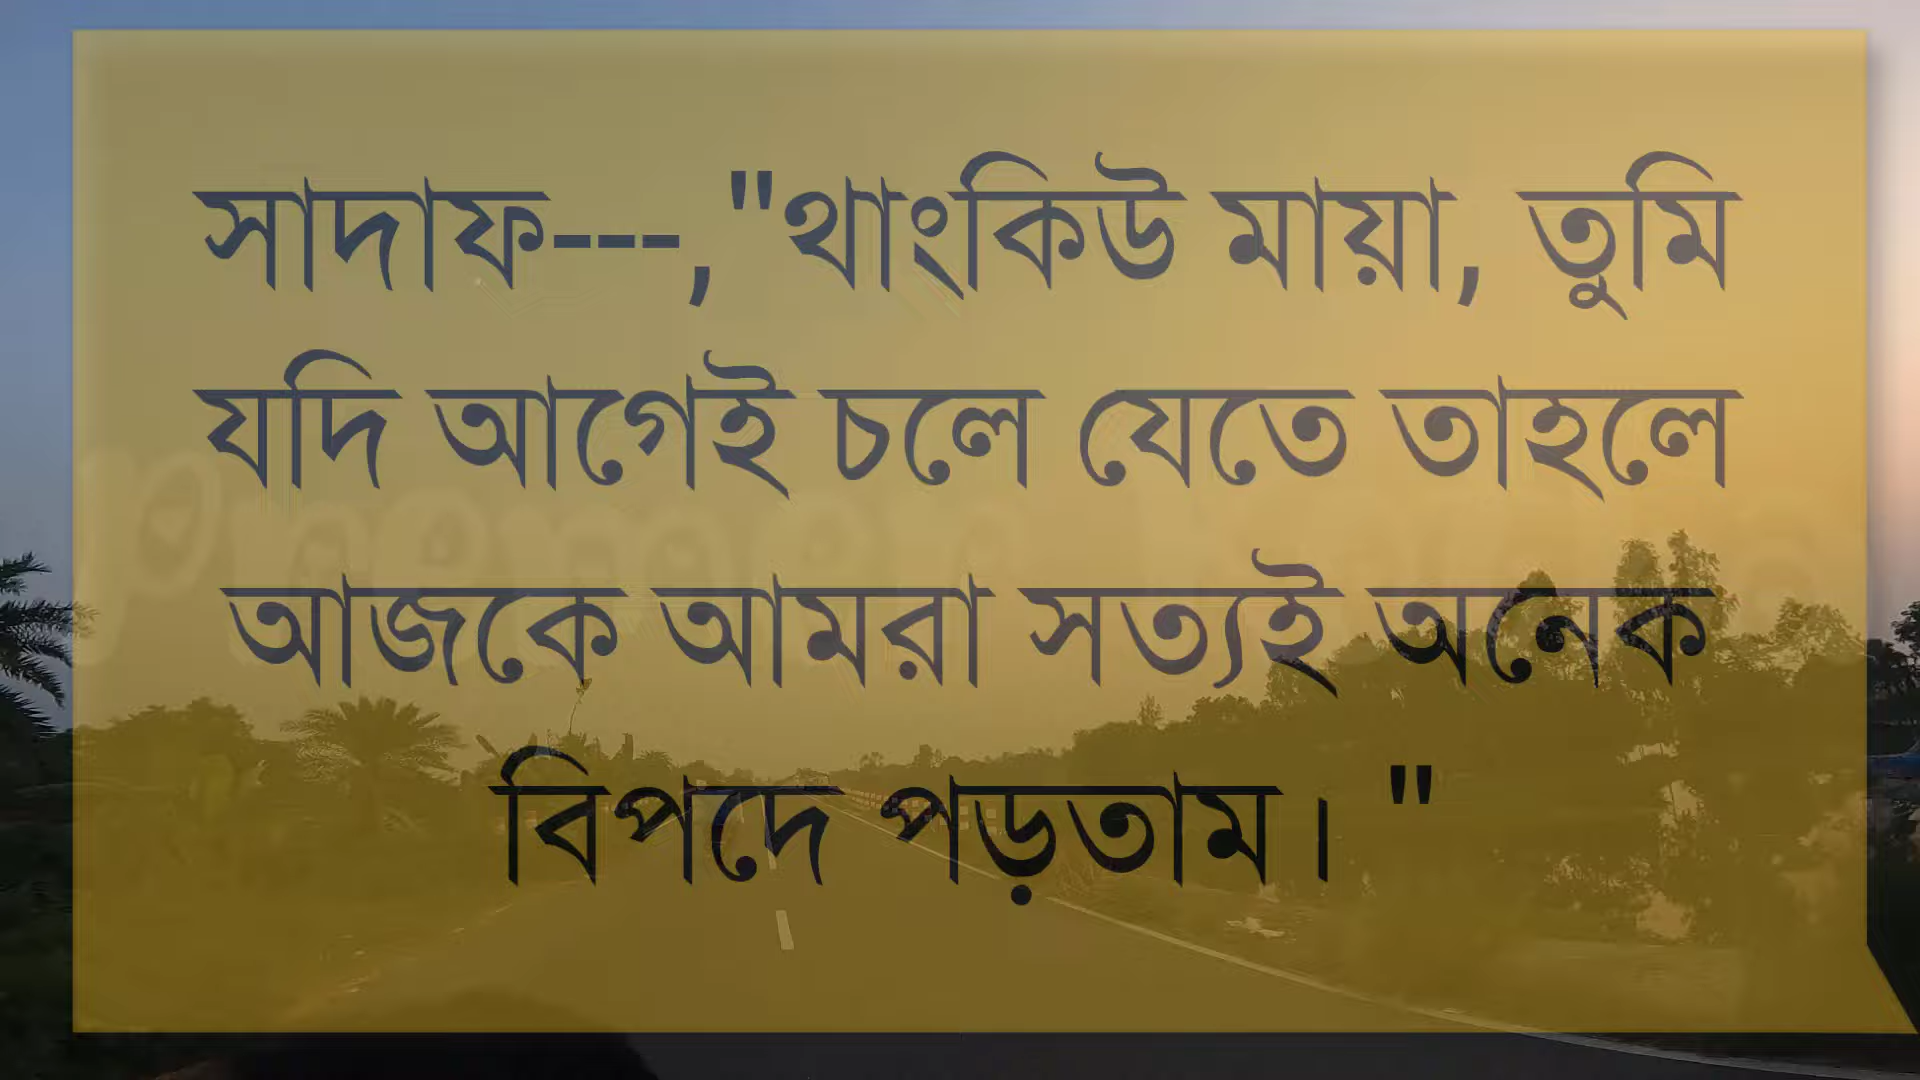 সাদাফ---,"থাংকিউ মায়া, তুমি
যদি আগেই চলে যেতে তাহলে
আজকে আমরা সত্যই অনেক
বিপদে পড়তাম। "